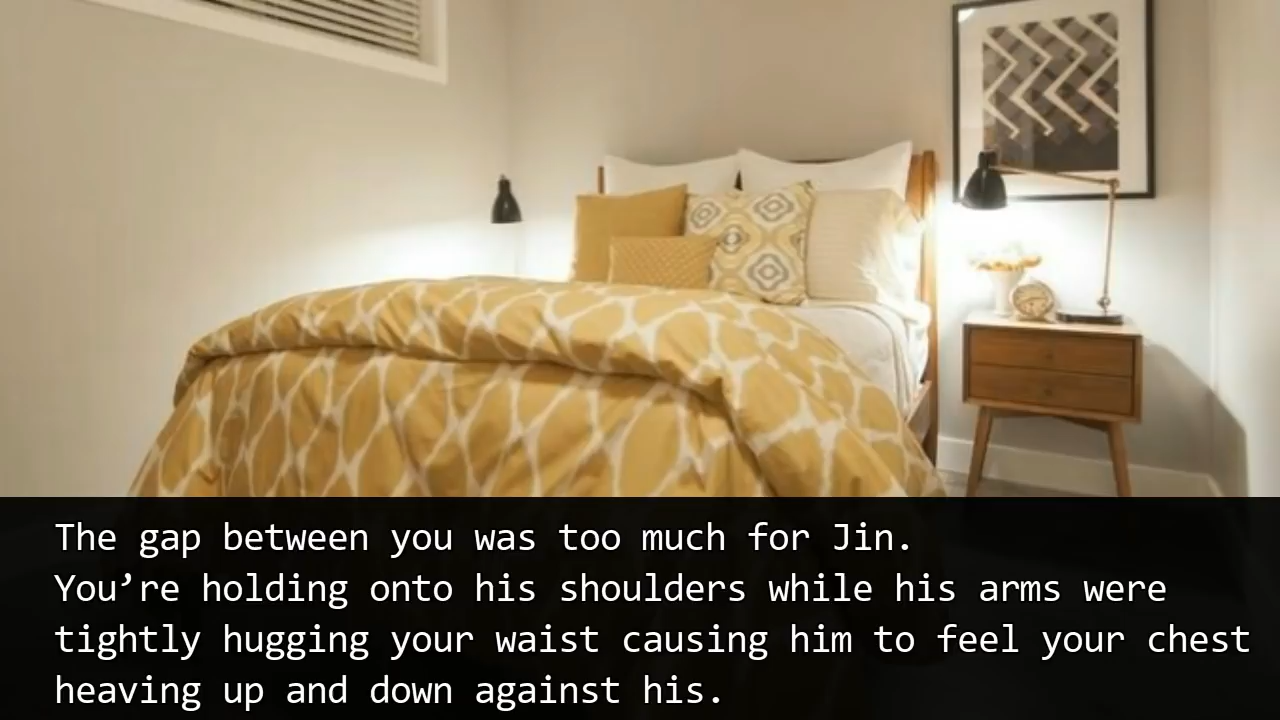 The gap between you was too much for Jin.
You’re holding onto his shoulders while his arms were
tightly hugging your waist causing him to feel your chest
heaving up and down against his.